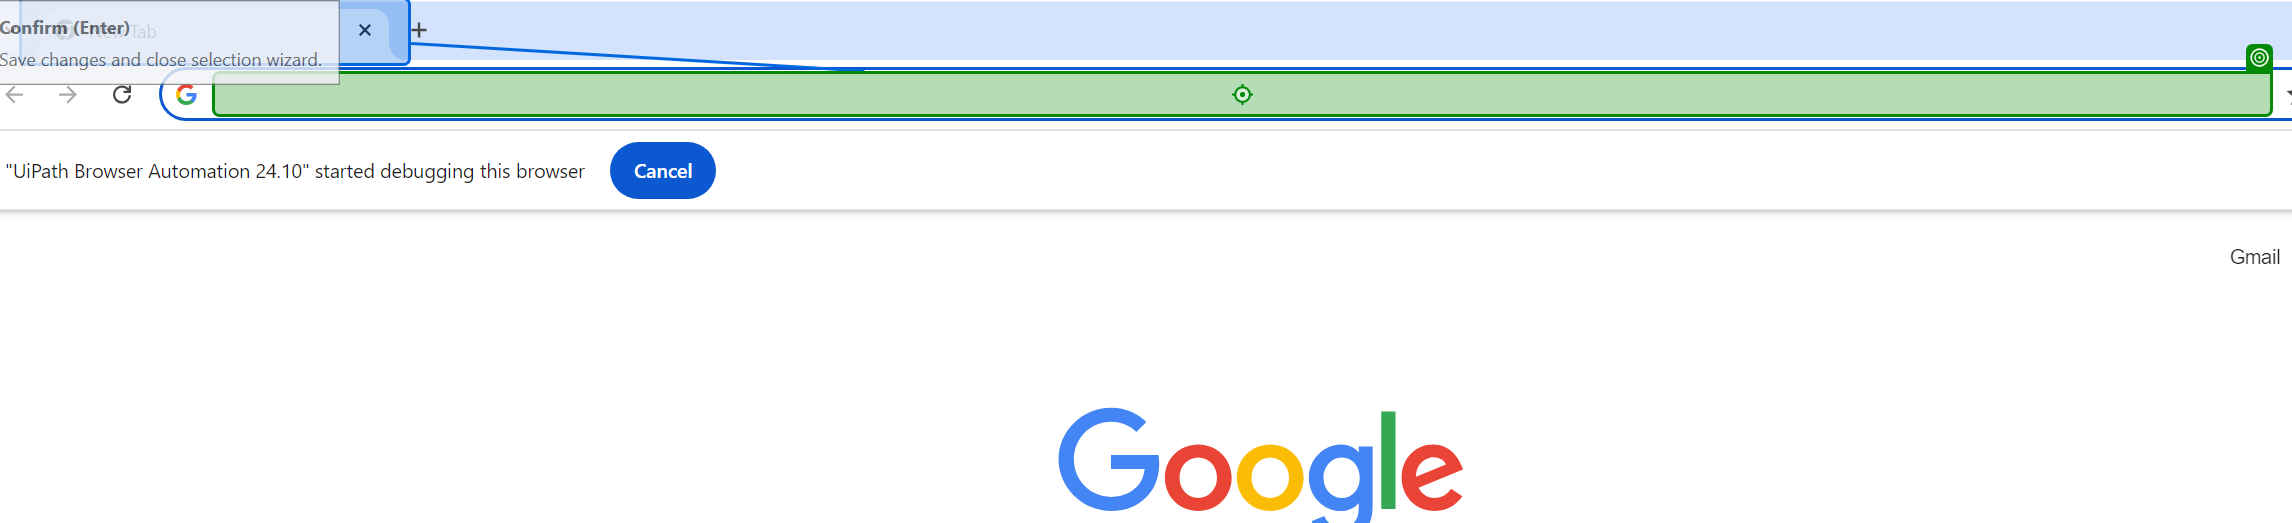 Confirm (Enter)
New Tab
Save changes and close selection wizard.
"UiPath Browser Automation 24.10" started debugging this browser
Cancel
Gmail
Google